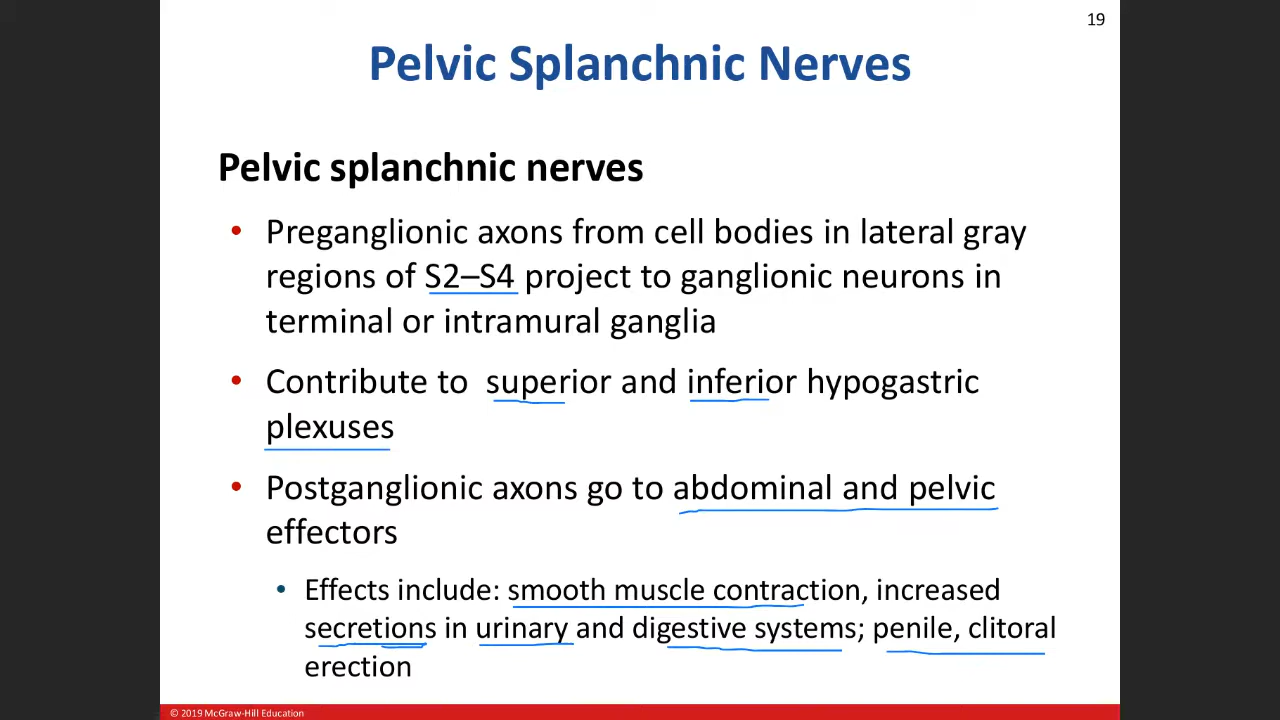 19
Pelvic Splanchnic Nerves
Pelvic splanchnic nerves
• Preganglionic axons from cell bodies in lateral gray
regions of S2–S4 project to ganglionic neurons in
terminal or intramural ganglia
• Contribute to superior and inferior hypogastric
plexuses
• Postganglionic axons go to abdominal and pelvic
effectors
• Effects include: smooth muscle contraction, increased
secretions in urinary and digestive systems; penile, clitoral
erection
© 2019 McGraw-Hill Education